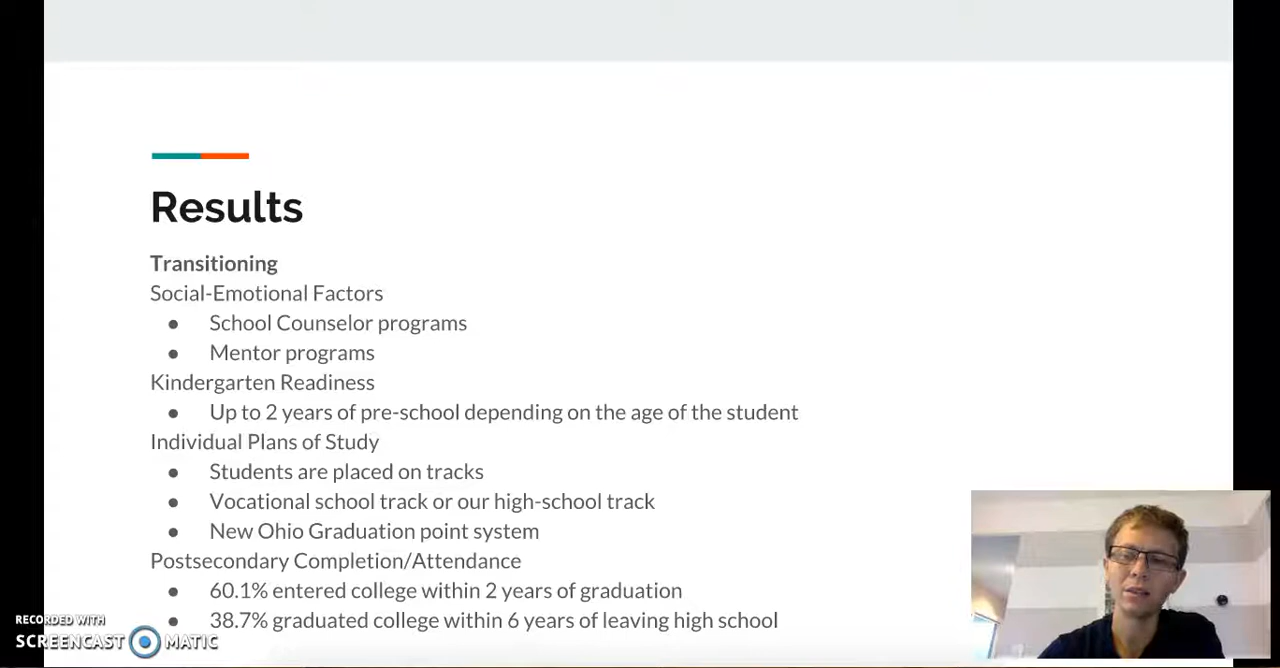 Results
Transitioning
Social-Emotional Factors
● School Counselor programs
● Mentor programs
Kindergarten Readiness
● Up to 2 years of pre-school depending on the age of the student
Individual Plans of Study
● Students are placed on tracks
● Vocational school track or our high-school track
● New Ohio Graduation point system
Postsecondary Completion/Attendance
● 60.1% entered college within 2 years of graduation
● 38.7% graduated college within 6 years of leaving high school
RECORDED WITH
SCREENCAST MATIC